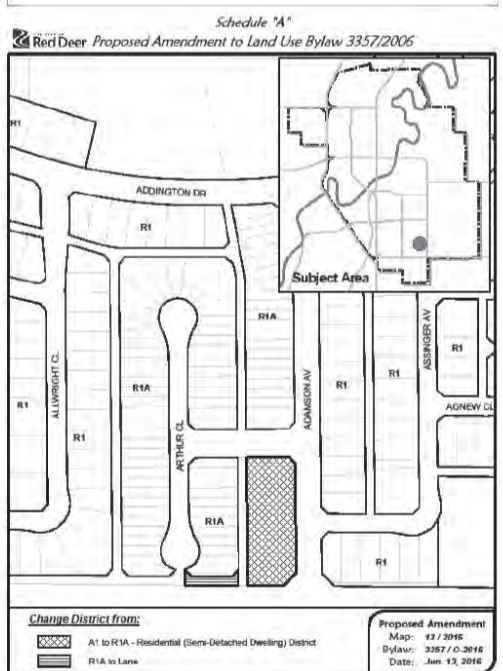 Schedule "A"
Red Deer Proposed Amendment to Land Use Bylaw 3357/2006
R1
ADDINGTON DR
R1
Subject Area
R1A
R1
ALLWRIGHT CL
R1
R1A
ARTHUR CL
ADAMSON AV
R1
R1
ASSINGER AV
R1
AGNEW CL
R1A
R1
Change District from:
A1 to R1A - Residential (Semi-Detached Dwelling) District
R1A to Lane
Proposed Amendment
Map: 12 / 2016
Bylaw: 3357 / O-2016
Date: Jun. 13, 2016